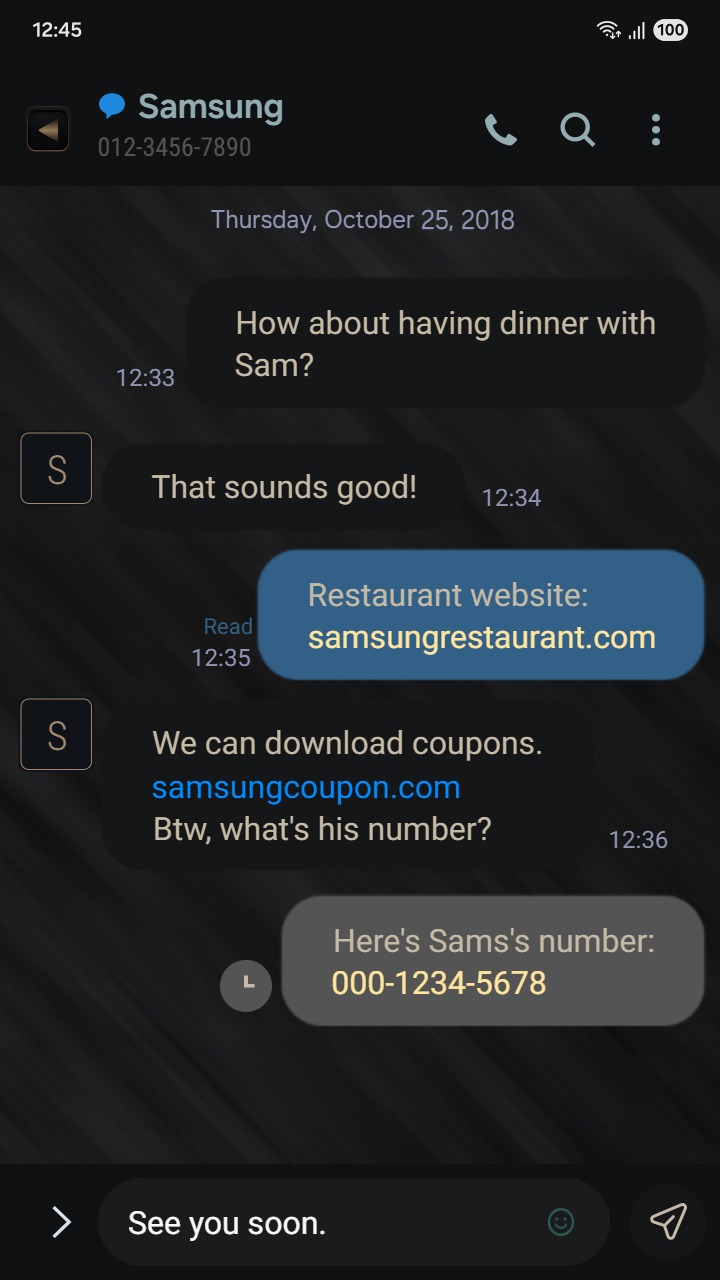 12:45
100
Samsung
012-3456-7890
Thursday, October 25, 2018
How about having dinner with
Sam?
12:33
S
That sounds good!
12:34
Restaurant website:
samsungrestaurant.com
Read
12:35
S
We can download coupons.
samsungcoupon.com
Btw, what's his number?
12:36
Here's Sams's number:
000-1234-5678
See you soon.